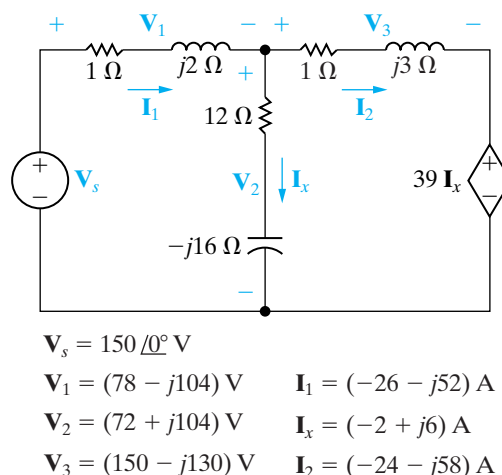 + V₁ − + V₃ −
1 Ω j2 Ω + 1 Ω j3 Ω
I₁ 12 Ω I₂
+ − Vₛ V₂ Iₓ 39 Iₓ + −
−j16 Ω
−
Vₛ = 150 /0° V
V₁ = (78 − j104) V I₁ = (−26 − j52) A
V₂ = (72 + j104) V Iₓ = (−2 + j6) A
V₃ = (150 − j130) V I₂ = (−24 − j58) A